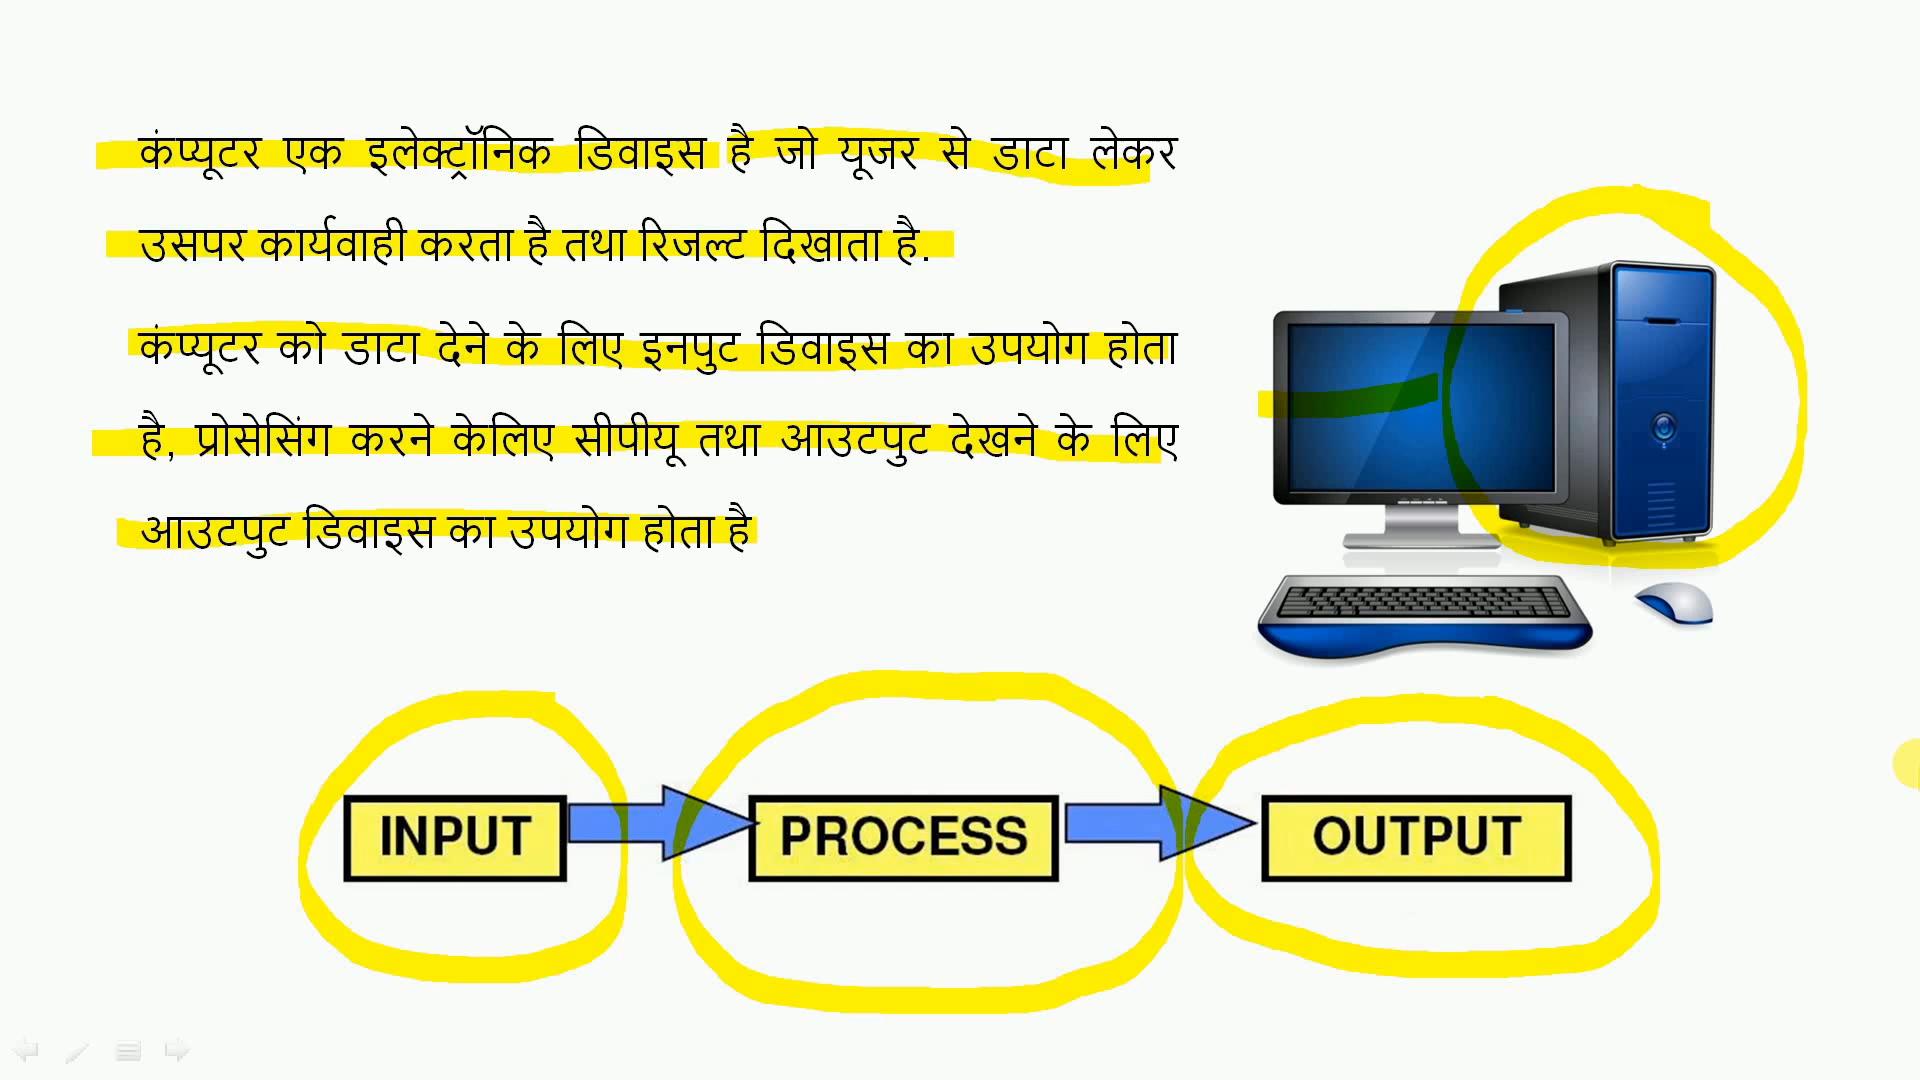 कंप्यूटर एक इलेक्ट्रॉनिक डिवाइस है जो यूजर से डाटा लेकर
उसपर कार्यवाही करता है तथा रिजल्ट दिखाता है.
कंप्यूटर को डाटा देने के लिए इनपुट डिवाइस का उपयोग होता
है, प्रोसेसिंग करने केलिए सीपीयू तथा आउटपुट देखने के लिए
आउटपुट डिवाइस का उपयोग होता है
INPUT PROCESS OUTPUT